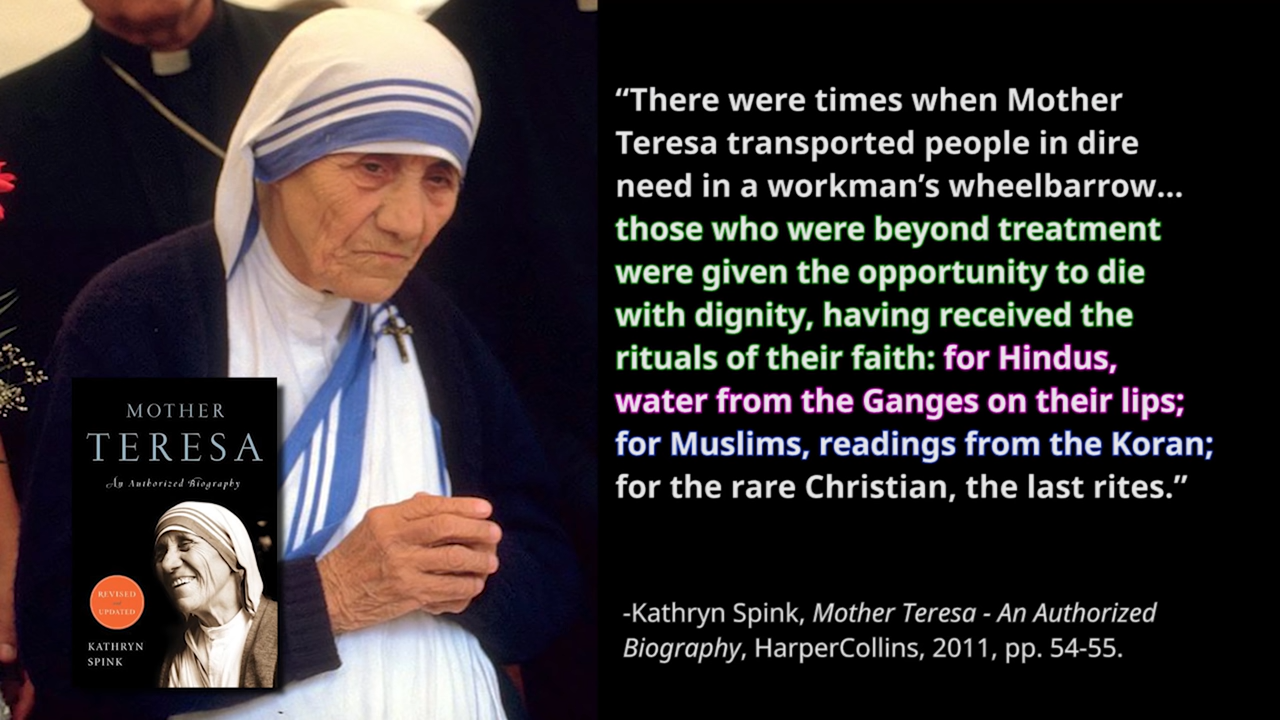 “There were times when Mother
Teresa transported people in dire
need in a workman’s wheelbarrow...
those who were beyond treatment
were given the opportunity to die
with dignity, having received the
rituals of their faith: for Hindus,
water from the Ganges on their lips;
for Muslims, readings from the Koran;
for the rare Christian, the last rites.”
-Kathryn Spink, Mother Teresa - An Authorized
Biography, HarperCollins, 2011, pp. 54-55.
MOTHER
TERESA
An Authorized Biography
REVISED
and
UPDATED
KATHRYN
SPINK